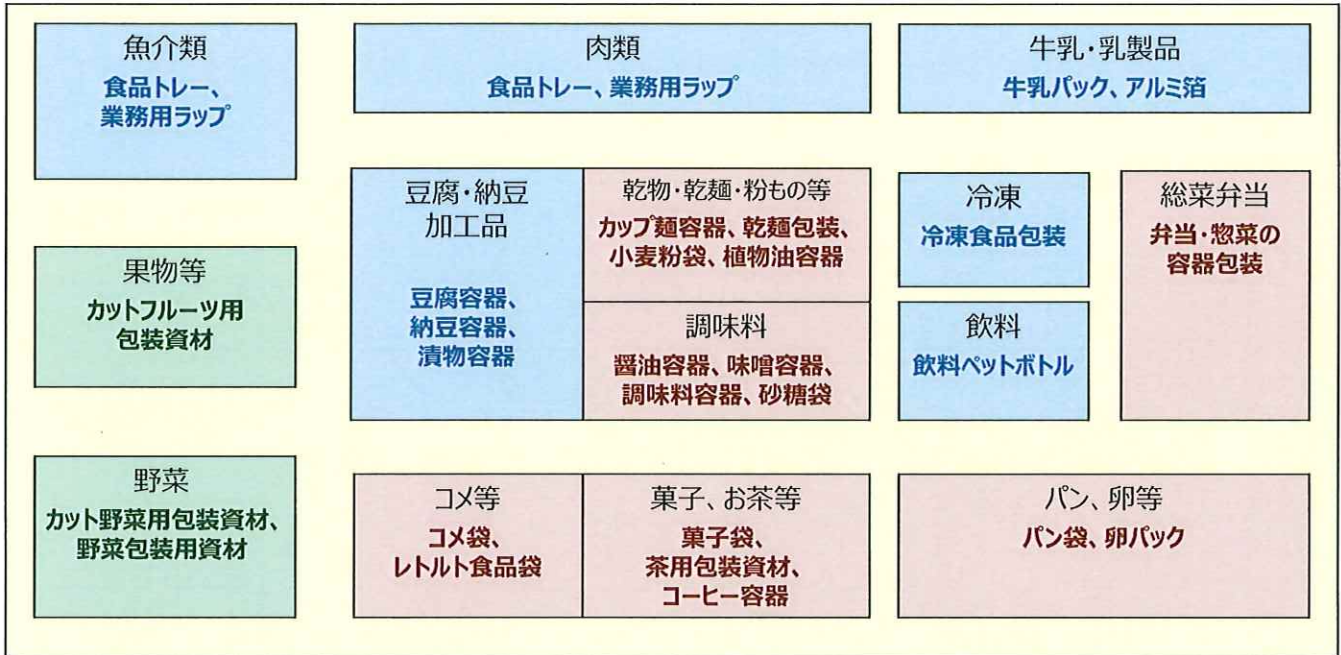 魚介類
食品トレー、
業務用ラップ
肉類
食品トレー、業務用ラップ
牛乳・乳製品
牛乳パック、アルミ箔
豆腐・納豆
加工品
豆腐容器、
納豆容器、
漬物容器
乾物・乾麺・粉もの等
カップ麺容器、乾麺包装、
小麦粉袋、植物油容器
調味料
醤油容器、味噌容器、
調味料容器、砂糖袋
冷凍
冷凍食品包装
飲料
飲料ペットボトル
総菜弁当
弁当・惣菜の
容器包装
果物等
カットフルーツ用
包装資材
野菜
カット野菜用包装資材、
野菜包装用資材
コメ等
コメ袋、
レトルト食品袋
菓子、お茶等
菓子袋、
茶用包装資材、
コーヒー容器
パン、卵等
パン袋、卵パック